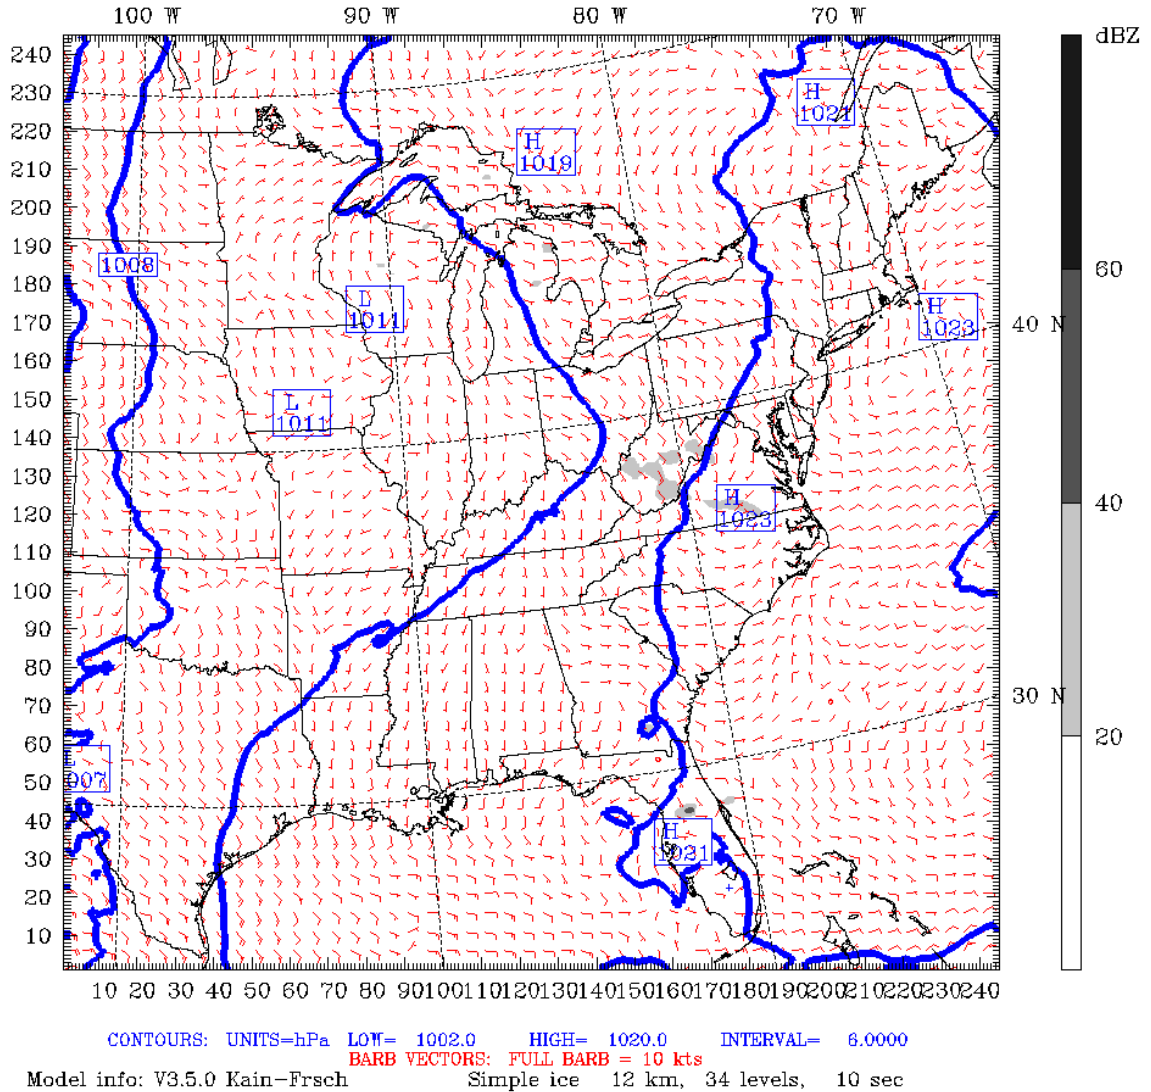 100 W 90 W 80 W 70 W
dBZ
240
230
H
1021
220
H
1019
210
200
190
1008
60
180
L
1011
H
1023
170
40 N
160
150
L
1011
140
130
H
1023
120
40
110
100
90
80
70
30 N
60
20
50
007
40
H
1021
30
20
10
10 20 30 40 50 60 70 80 90 100 110 120 130 140 150 160 170 180 190 200 210 220 230 240
CONTOURS: UNITS=hPa LOW= 1002.0 HIGH= 1020.0 INTERVAL= 6.0000
BARB VECTORS: FULL BARB = 10 kts
Model info: V3.5.0 Kain-Frsch Simple ice 12 km, 34 levels, 10 sec